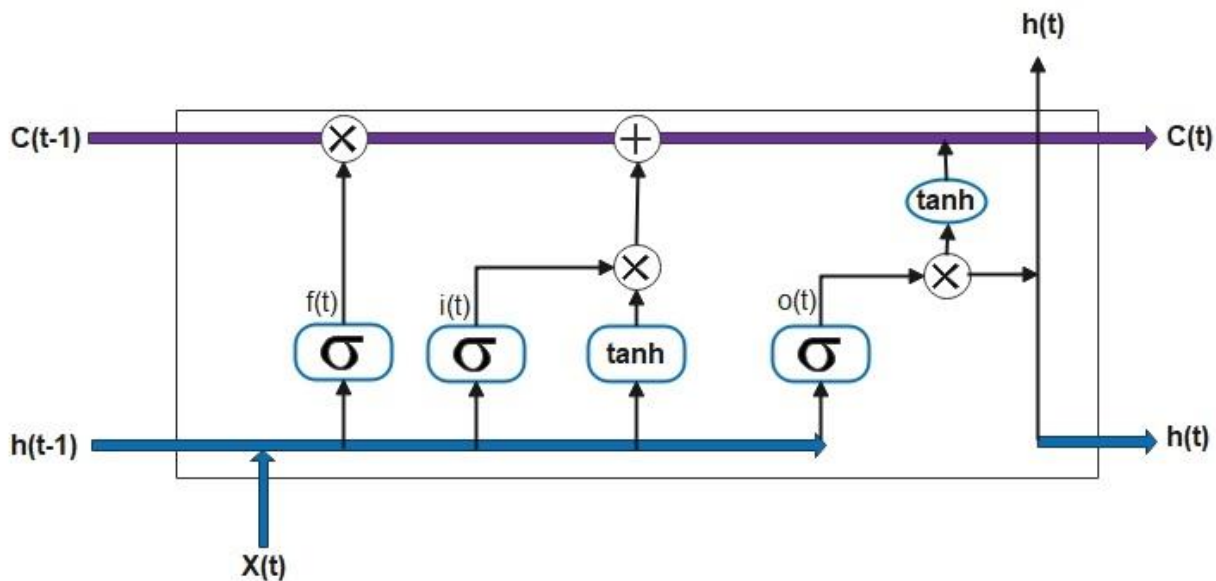 h(t)
C(t-1)
×
+
C(t)
tanh
×
×
f(t)
i(t)
o(t)
σ
σ
tanh
σ
h(t-1)
h(t)
X(t)